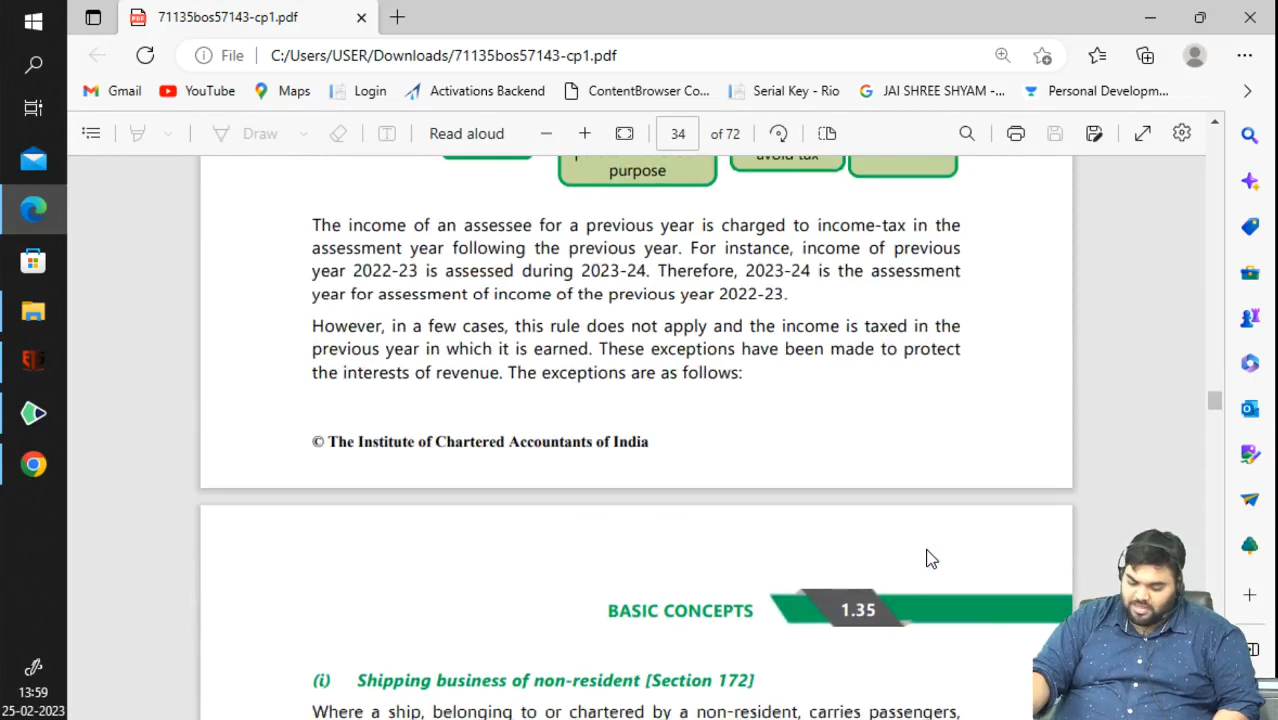 71135bos57143-cp1.pdf
File C:/Users/USER/Downloads/71135bos57143-cp1.pdf
Gmail YouTube Maps Login Activations Backend ContentBrowser Co... Serial Key - Rio JAI SHREE SHYAM -... Personal Developm...
Draw Read aloud 34 of 72
purpose
avoid tax
The income of an assessee for a previous year is charged to income-tax in the
assessment year following the previous year. For instance, income of previous
year 2022-23 is assessed during 2023-24. Therefore, 2023-24 is the assessment
year for assessment of income of the previous year 2022-23.
However, in a few cases, this rule does not apply and the income is taxed in the
previous year in which it is earned. These exceptions have been made to protect
the interests of revenue. The exceptions are as follows:
© The Institute of Chartered Accountants of India
BASIC CONCEPTS 1.35
(i) Shipping business of non-resident [Section 172]
Where a ship, belonging to or chartered by a non-resident, carries passengers,
13:59
25-02-2023